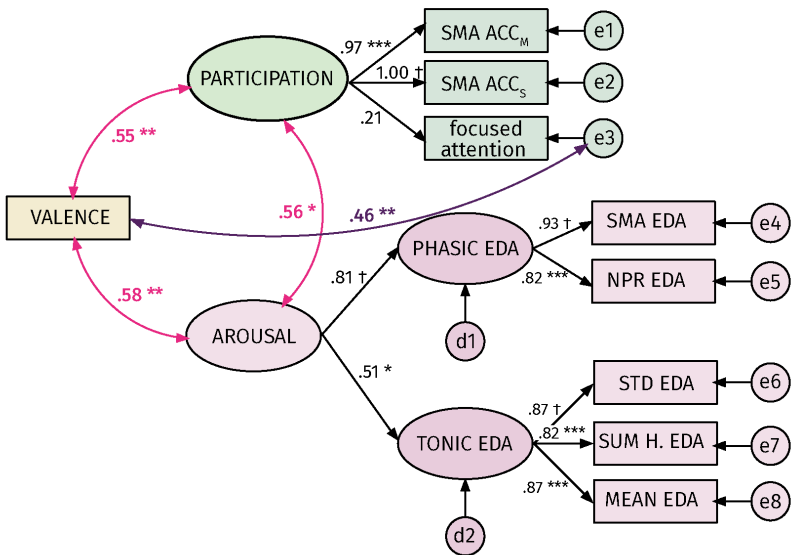 .97 ***
SMA ACC_M
e1
PARTICIPATION
1.00 †
SMA ACC_S
e2
.21
focused
attention
e3
.55 **
VALENCE
.56 *
.46 **
.58 **
AROUSAL
.81 †
PHASIC EDA
.93 †
SMA EDA
e4
.82 ***
NPR EDA
e5
d1
.51 *
TONIC EDA
.87 †
STD EDA
e6
.82 ***
SUM H. EDA
e7
.87 ***
MEAN EDA
e8
d2